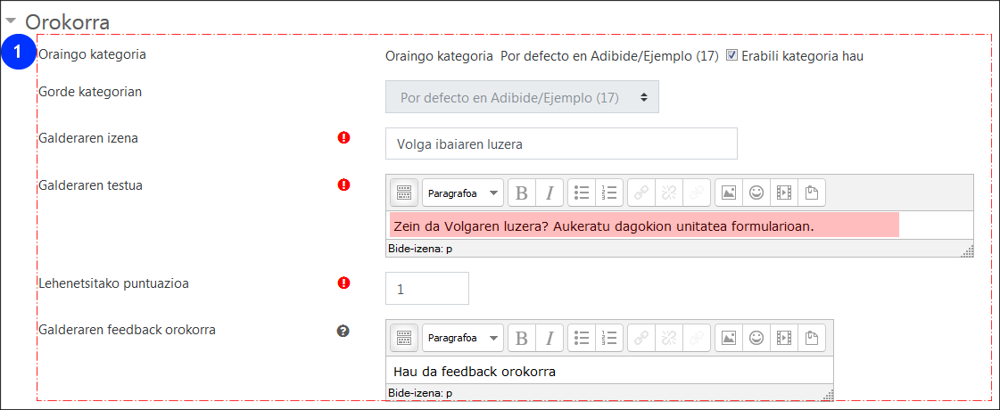 Orokorra
1
Oraingo kategoria Oraingo kategoria Por defecto en Adibide/Ejemplo (17) Erabili kategoria hau
Gorde kategorian Por defecto en Adibide/Ejemplo (17)
Galderaren izena Volga ibaiaren luzera
Galderaren testua Paragrafoa B I
Zein da Volgaren luzera? Aukeratu dagokion unitatea formularioan.
Bide-izena: p
Lehenetsitako puntuazioa 1
Galderaren feedback orokorra Paragrafoa B I
Hau da feedback orokorra
Bide-izena: p